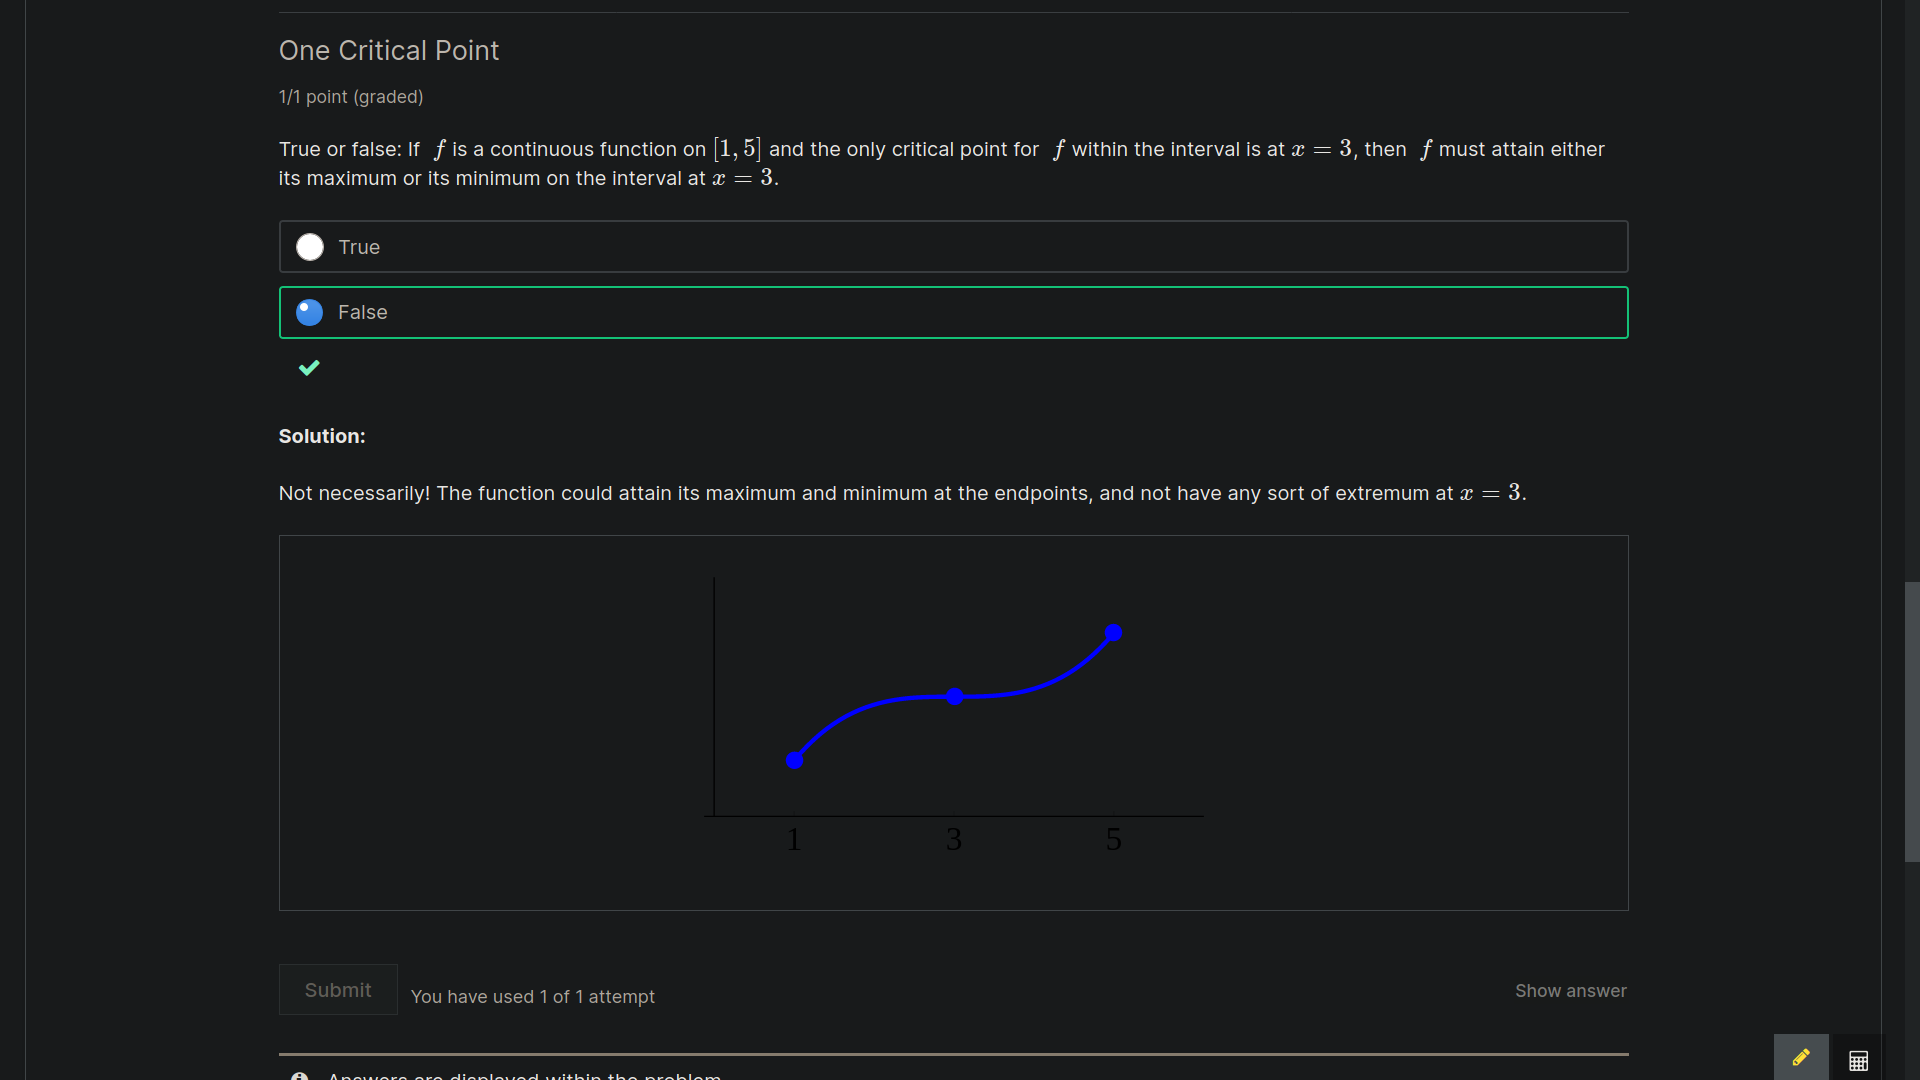 One Critical Point
1/1 point (graded)
True or false: If f is a continuous function on [1, 5] and the only critical point for f within the interval is at x = 3, then f must attain either
its maximum or its minimum on the interval at x = 3.
True
False
Solution:
Not necessarily! The function could attain its maximum and minimum at the endpoints, and not have any sort of extremum at x = 3.
1 3 5
Submit You have used 1 of 1 attempt Show answer
Answers are displayed within the problem